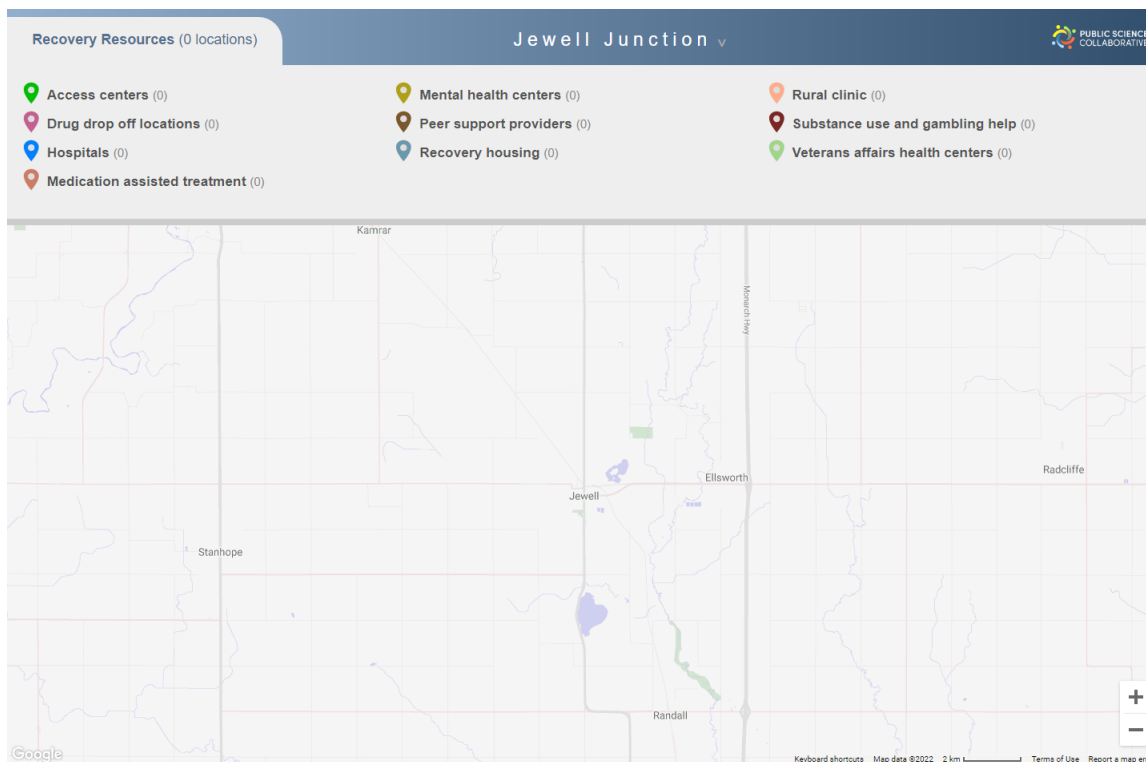 Recovery Resources (0 locations)
Jewell Junction v
PUBLIC SCIENCE
COLLABORATIVE
Access centers (0)
Mental health centers (0)
Rural clinic (0)
Drug drop off locations (0)
Peer support providers (0)
Substance use and gambling help (0)
Hospitals (0)
Recovery housing (0)
Veterans affairs health centers (0)
Medication assisted treatment (0)
Kamrar
Monarch Hwy
Radcliffe
Ellsworth
Jewell
Stanhope
Randall
+
−
Google
Keyboard shortcuts Map data ©2022 2 km Terms of Use Report a map er